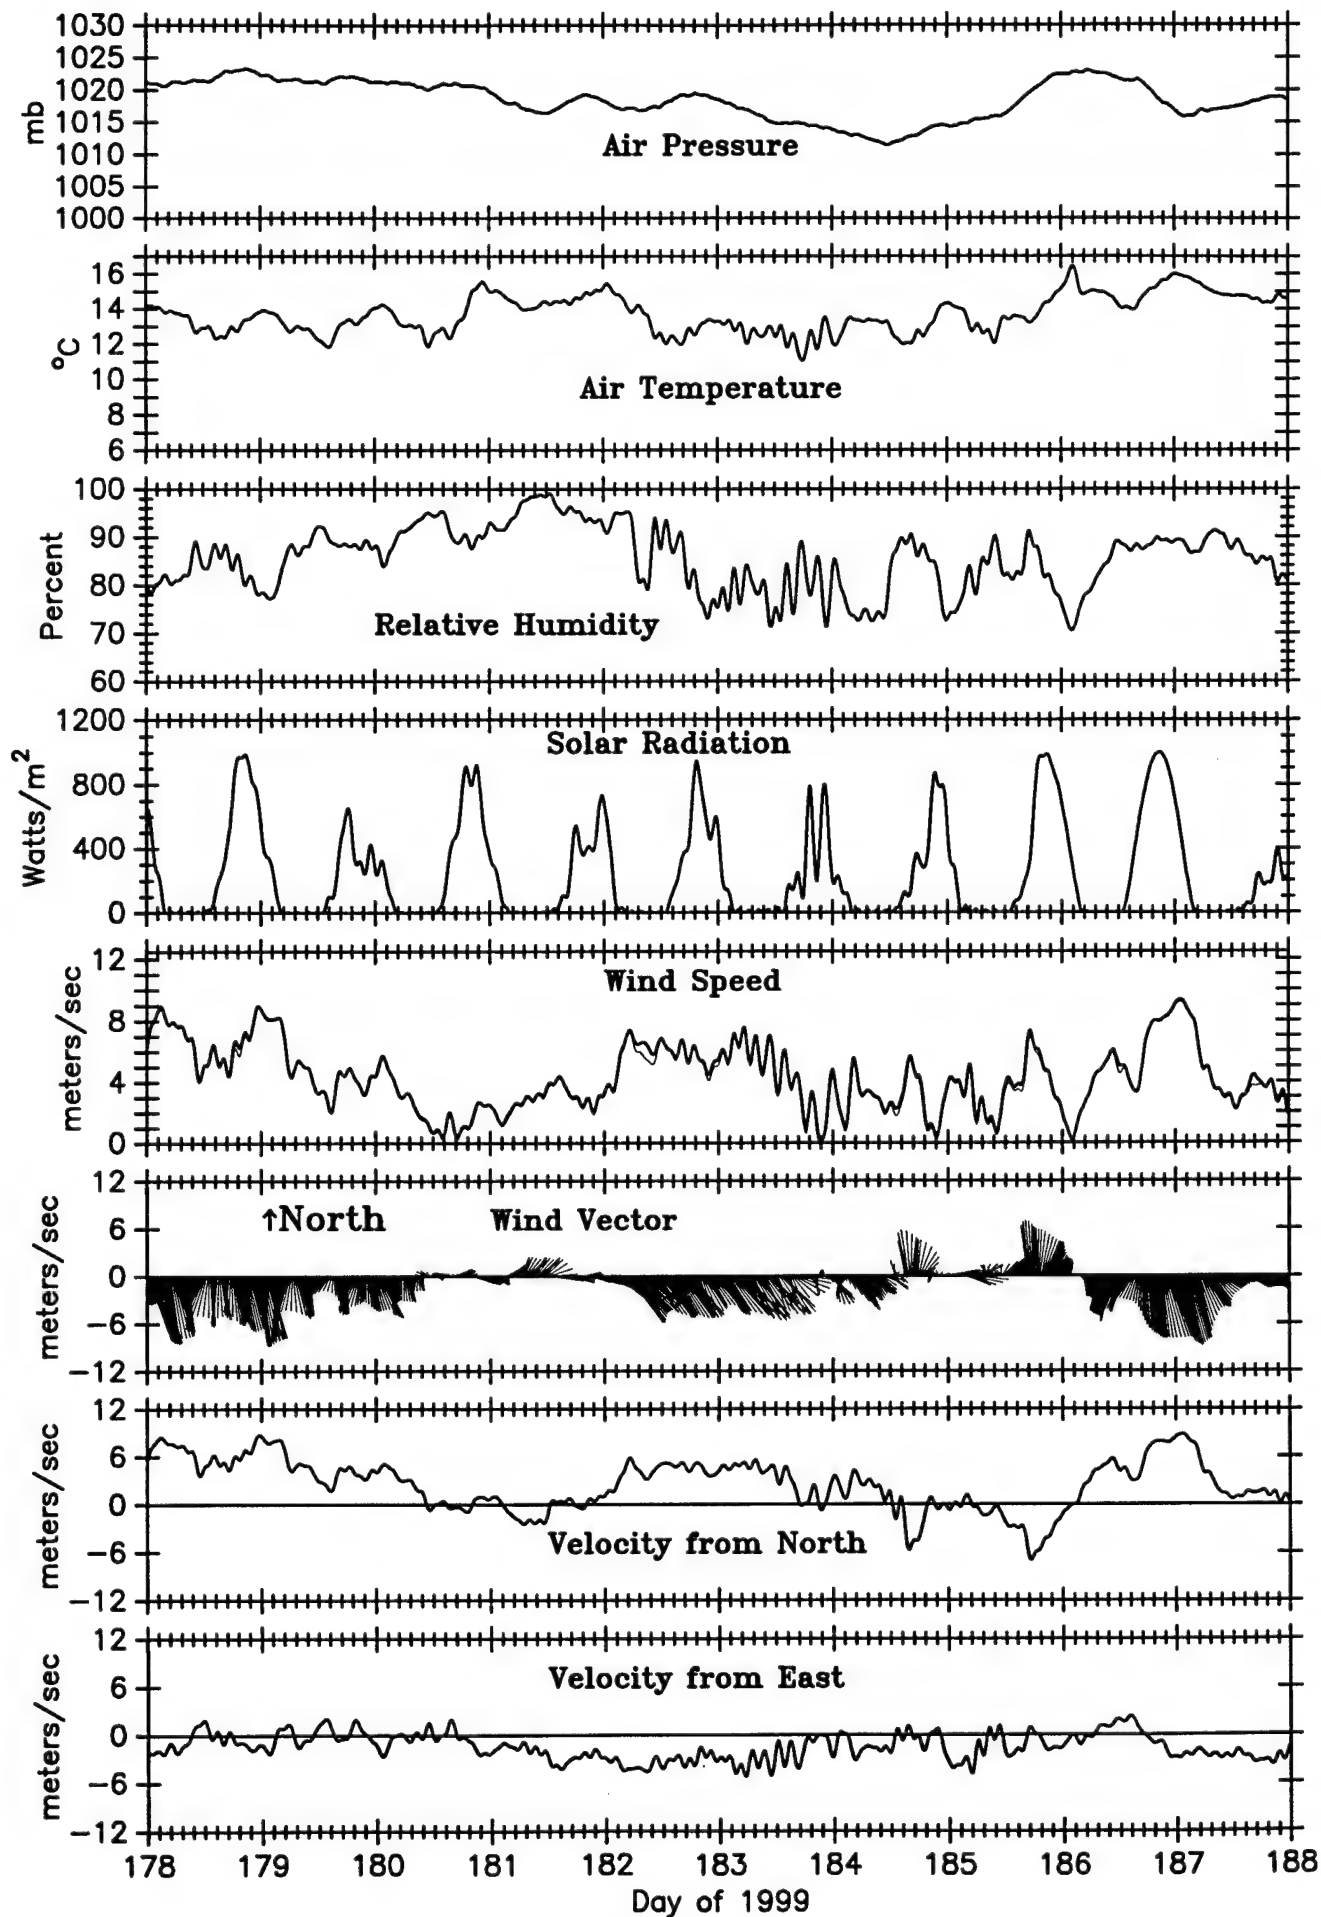 1030
1025
1020
1015
1010
1005
1000
mb
Air Pressure
16
14
12
10
8
6
°C
Air Temperature
100
90
80
70
60
Percent
Relative Humidity
1200
800
400
0
Watts/m²
Solar Radiation
12
8
4
0
meters/sec
Wind Speed
12
6
0
−6
−12
meters/sec
↑North
Wind Vector
12
6
0
−6
−12
meters/sec
Velocity from North
12
6
0
−6
−12
meters/sec
Velocity from East
178 179 180 181 182 183 184 185 186 187 188
Day of 1999